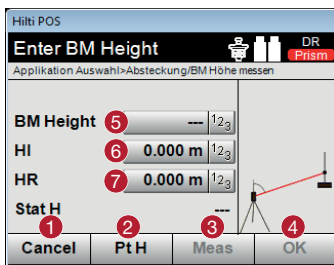 Hilti POS
Enter BM Height
DR
Prism
Applikation Auswahl>Absteckung/BM Höhe messen
BM Height 5 --- 123
HI 6 0.000 m 123
HR 7 0.000 m 123
Stat H ---
1 2 3 4
Cancel Pt H Meas OK